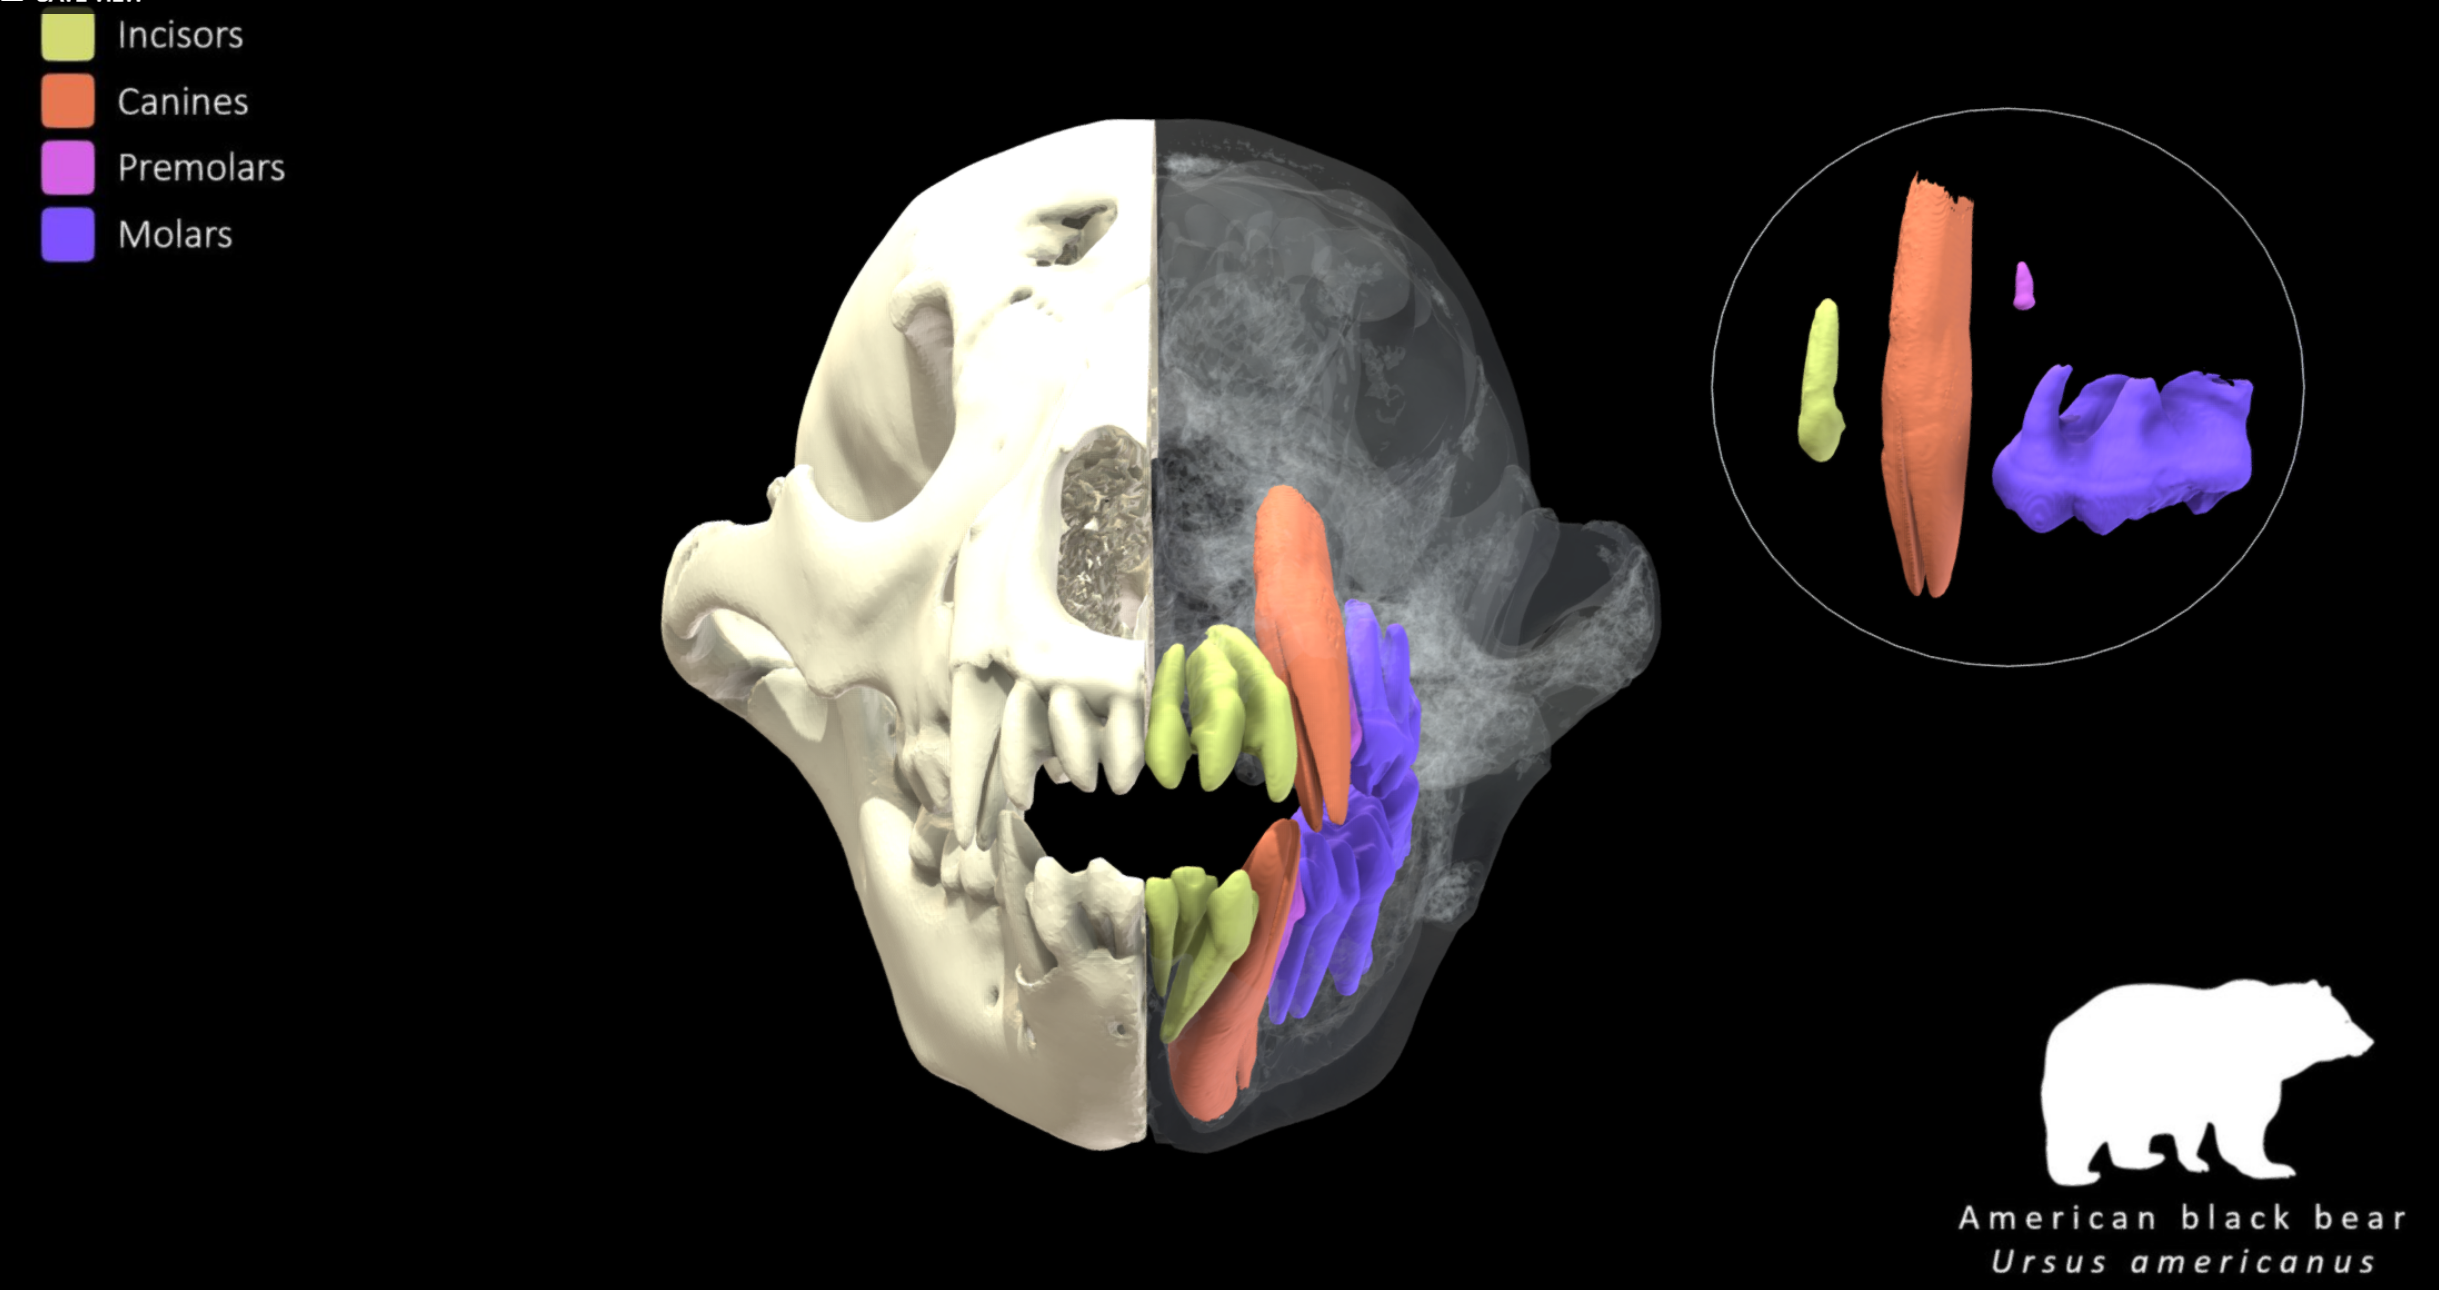 Incisors
Canines
Premolars
Molars
American black bear
Ursus americanus